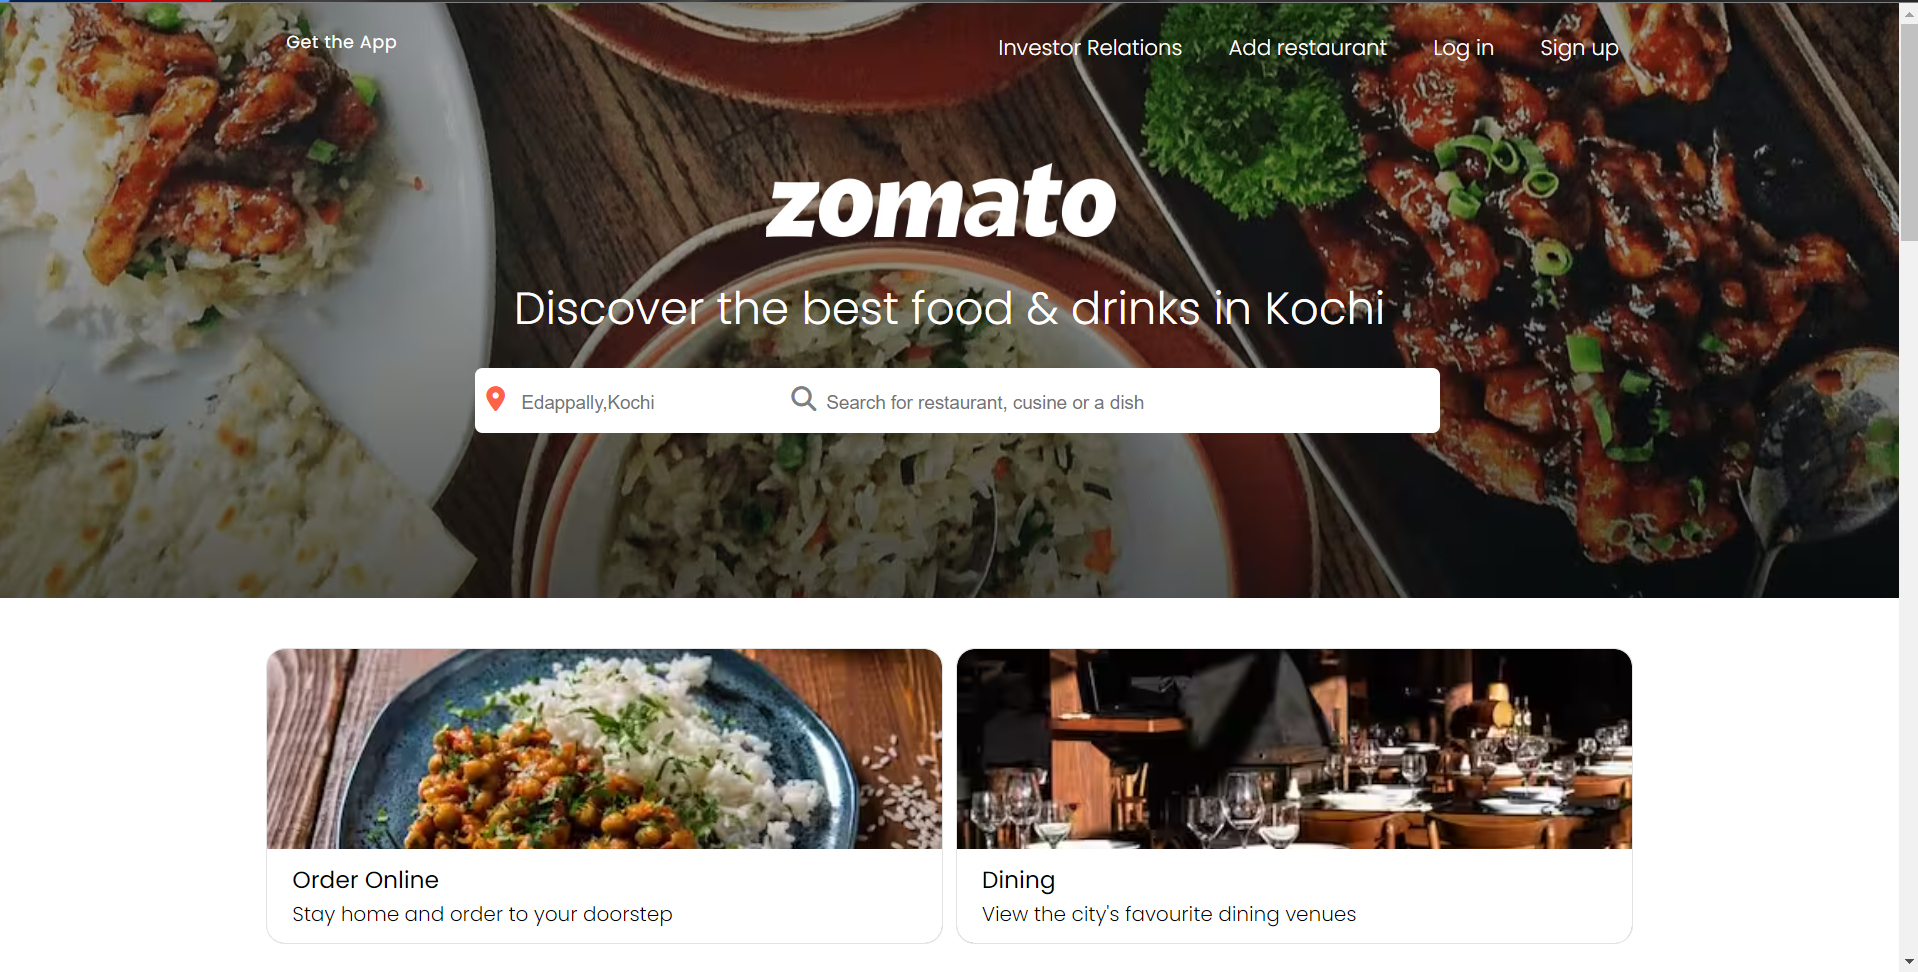 Get the App
Investor Relations Add restaurant Log in Sign up
zomato
Discover the best food & drinks in Kochi
Edappally,Kochi Search for restaurant, cusine or a dish
Order Online
Stay home and order to your doorstep
Dining
View the city's favourite dining venues